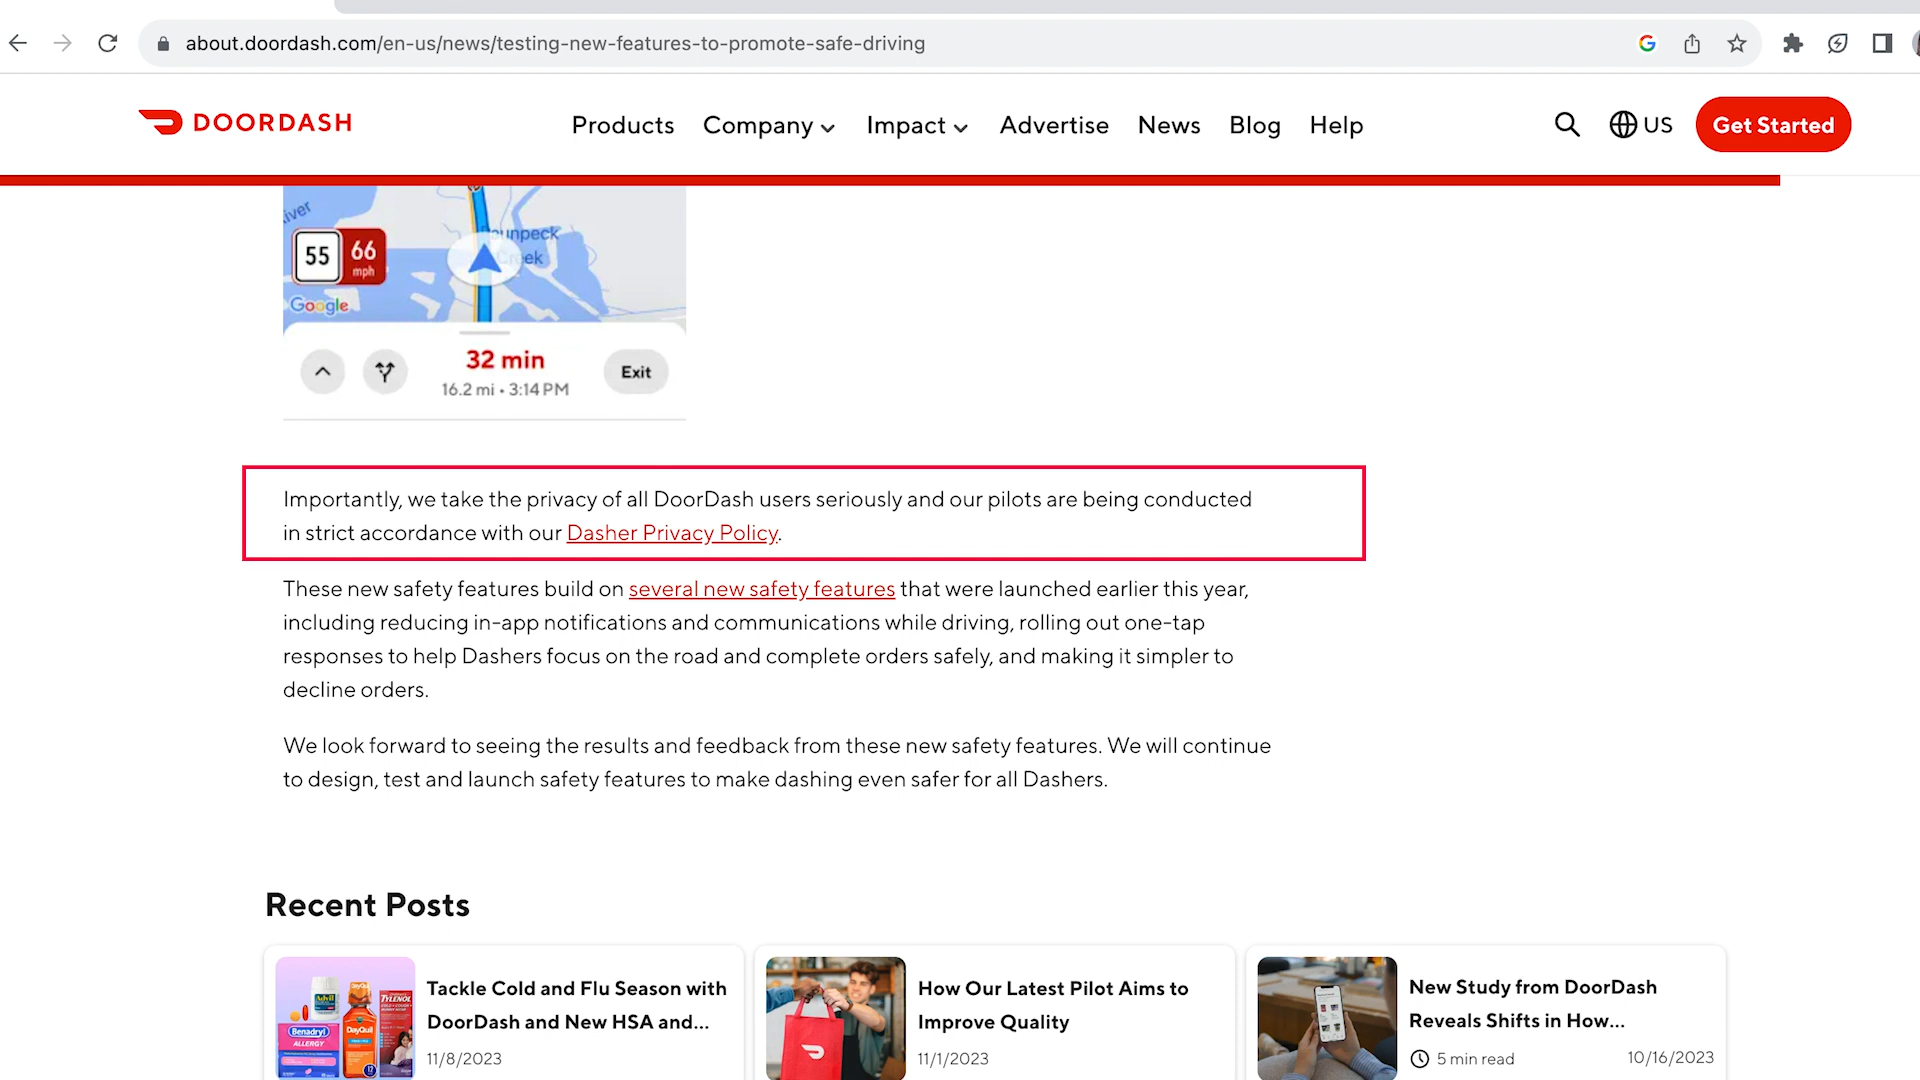 about.doordash.com/en-us/news/testing-new-features-to-promote-safe-driving
DOORDASH
Products Company Impact Advertise News Blog Help US Get Started
iver
unpeck
55 66
mph
Google
32 min
16.2 mi • 3:14 PM
Exit
Importantly, we take the privacy of all DoorDash users seriously and our pilots are being conducted
in strict accordance with our Dasher Privacy Policy.
These new safety features build on several new safety features that were launched earlier this year,
including reducing in-app notifications and communications while driving, rolling out one-tap
responses to help Dashers focus on the road and complete orders safely, and making it simpler to
decline orders.
We look forward to seeing the results and feedback from these new safety features. We will continue
to design, test and launch safety features to make dashing even safer for all Dashers.
Recent Posts
Advil
DayQuil
TYLENOL
Benadryl
ALLERGY
DayQuil
Tackle Cold and Flu Season with
DoorDash and New HSA and...
11/8/2023
How Our Latest Pilot Aims to
Improve Quality
11/1/2023
New Study from DoorDash
Reveals Shifts in How...
5 min read
10/16/2023